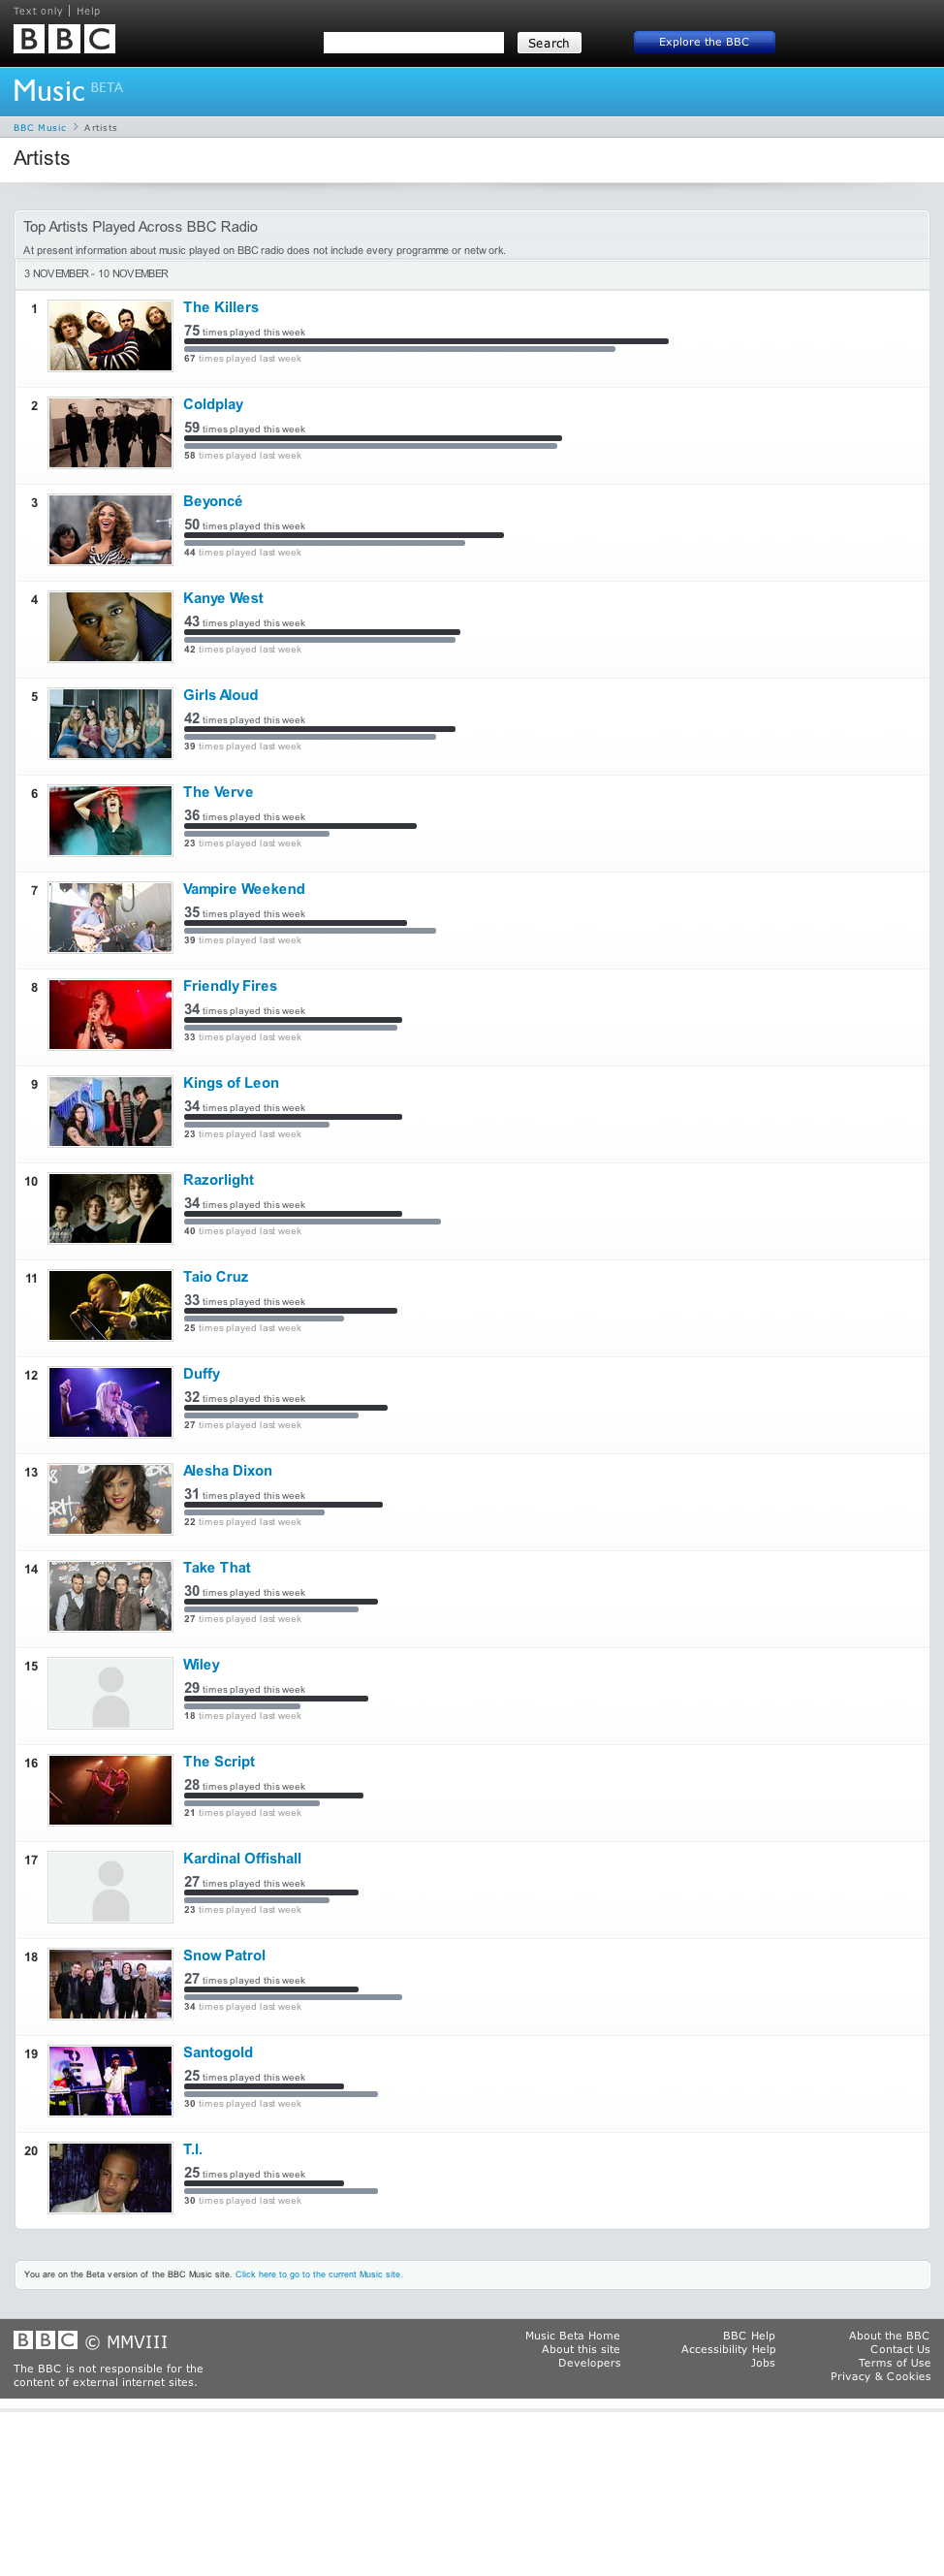 Text only | Help
BBC
Search
Explore the BBC
Music BETA
BBC Music > Artists
Artists
Top Artists Played Across BBC Radio
At present information about music played on BBC radio does not include every programme or network.
3 NOVEMBER - 10 NOVEMBER
1
The Killers
75 times played this week
67 times played last week
2
Coldplay
59 times played this week
58 times played last week
3
Beyoncé
50 times played this week
44 times played last week
4
Kanye West
43 times played this week
42 times played last week
5
Girls Aloud
42 times played this week
39 times played last week
6
The Verve
36 times played this week
23 times played last week
7
Vampire Weekend
35 times played this week
39 times played last week
8
Friendly Fires
34 times played this week
33 times played last week
9
Kings of Leon
34 times played this week
23 times played last week
10
Razorlight
34 times played this week
40 times played last week
11
Taio Cruz
33 times played this week
25 times played last week
12
Duffy
32 times played this week
27 times played last week
13
Alesha Dixon
31 times played this week
22 times played last week
14
Take That
30 times played this week
27 times played last week
15
Wiley
29 times played this week
18 times played last week
16
The Script
28 times played this week
21 times played last week
17
Kardinal Offishall
27 times played this week
23 times played last week
18
Snow Patrol
27 times played this week
34 times played last week
19
Santogold
25 times played this week
30 times played last week
20
T.I.
25 times played this week
30 times played last week
You are on the Beta version of the BBC Music site. Click here to go to the current Music site.
BBC © MMVIII
The BBC is not responsible for the
content of external internet sites.
Music Beta Home
About this site
Developers
BBC Help
Accessibility Help
Jobs
About the BBC
Contact Us
Terms of Use
Privacy & Cookies